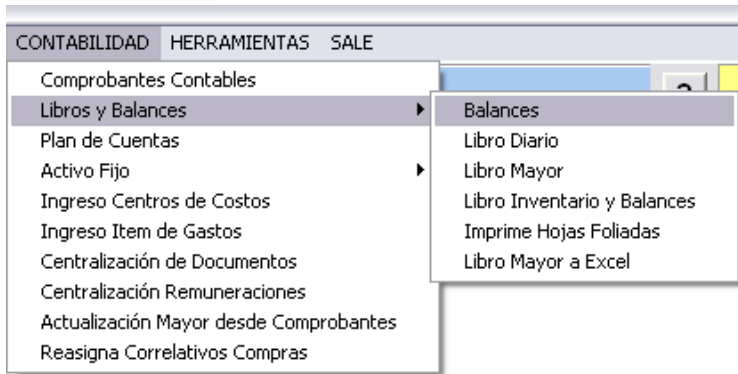 CONTABILIDAD HERRAMIENTAS SALE
Comprobantes Contables
Libros y Balances
Plan de Cuentas
Activo Fijo
Ingreso Centros de Costos
Ingreso Item de Gastos
Centralización de Documentos
Centralización Remuneraciones
Actualización Mayor desde Comprobantes
Reasigna Correlativos Compras
Balances
Libro Diario
Libro Mayor
Libro Inventario y Balances
Imprime Hojas Foliadas
Libro Mayor a Excel